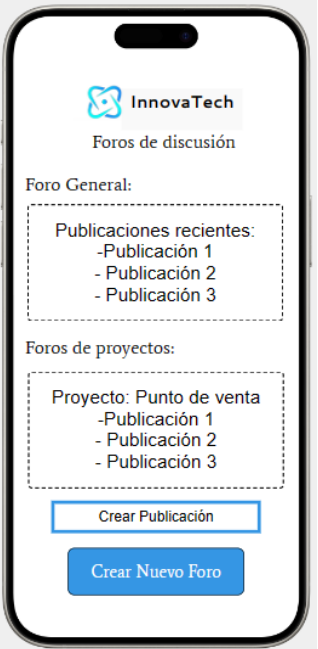 InnovaTech
Foros de discusión
Foro General:
Publicaciones recientes:
-Publicación 1
- Publicación 2
- Publicación 3
Foros de proyectos:
Proyecto: Punto de venta
-Publicación 1
- Publicación 2
- Publicación 3
Crear Publicación
Crear Nuevo Foro